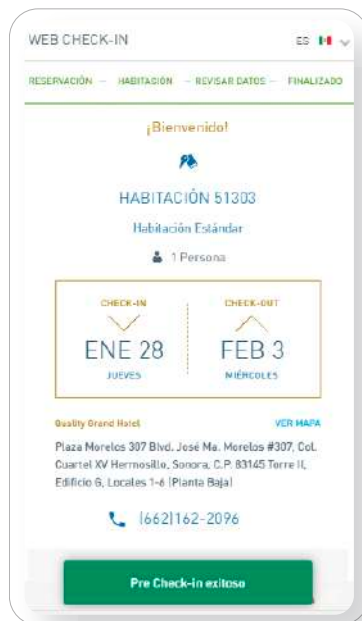 WEB CHECK-IN ES
RESERVACIÓN — HABITACIÓN — REVISAR DATOS — FINALIZADO
¡Bienvenido!
HABITACIÓN 51303
Habitación Estándar
1 Persona
CHECK-IN CHECK-OUT
ENE 28 FEB 3
JUEVES MIÉRCOLES
Quality Grand Hotel VER MAPA
Plaza Morelos 307 Blvd. José Ma. Morelos #307, Col.
Cuartel XV Hermosillo, Sonora, C.P. 83145 Torre II,
Edificio G, Locales 1-6 (Planta Baja)
(662)162-2096
Pre Check-in exitoso